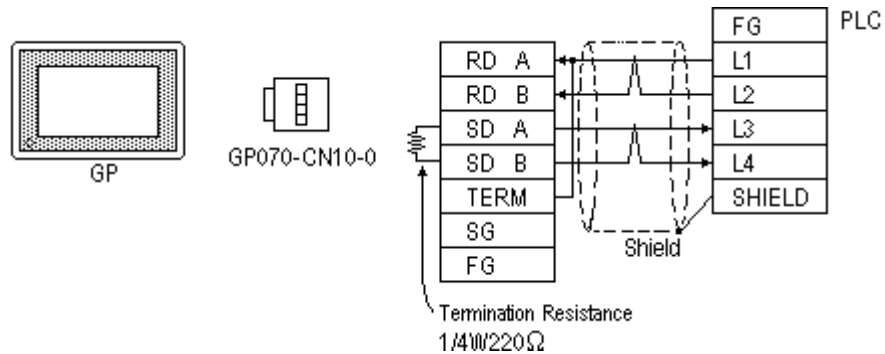 GP
GP070-CN10-0
RD A
RD B
SD A
SD B
TERM
SG
FG
Termination Resistance
1/4W220Ω
Shield
PLC
FG
L1
L2
L3
L4
SHIELD